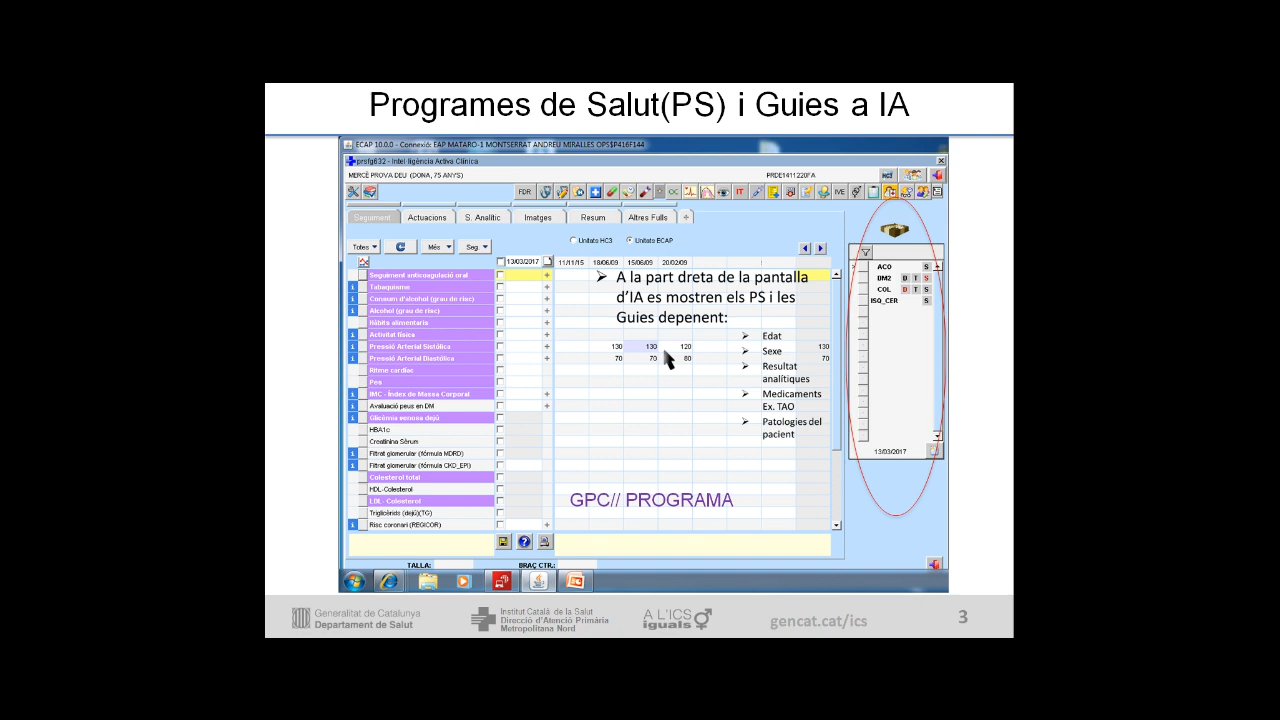 Programes de Salut(PS) i Guies a IA
ECAP 10.0.0 - Connexió: EAP MATARO-1 MONTSERRAT ANDREU MIRALLES OPS$P416F144
prsfg632 - Intel·ligència Activa Clínica
MERCÈ PROVA DEU (DONA, 75 ANYS)
PRDE1411220FA
HC3
FDR
OC
IT
IVE
Seguiment Actuacions S. Analític Imatges Resum Altres Fulls +
Unitats HC3 Unitats ECAP
Totes Més Seg.
13/03/2017 11/11/15 18/06/09 15/06/09 20/02/09
Seguiment anticoagulació oral
Tabaquisme
Consum d'alcohol (grau de risc)
Alcohol (grau de risc)
Hàbits alimentaris
Activitat física
Pressió Arterial Sistòlica 130 130 120 130
Pressió Arterial Diastòlica 70 70 80 70
Ritme cardíac
Pes
IMC - Índex de Massa Corporal
Avaluació peus en DM
Glicèmia venosa dejú
HBA1c
Creatinina Sèrum
Filtrat glomerular (fórmula MDRD)
Filtrat glomerular (fórmula CKD_EPI)
Colesterol total
HDL-Colesterol
LDL- Colesterol
Triglicèrids (dejú)(TG)
Risc coronari (REGICOR)
A la part dreta de la pantalla
d'IA es mostren els PS i les
Guies depenent:
Edat
Sexe
Resultat
analítiques
Medicaments
Ex. TAO
Patologies del
pacient
GPC// PROGRAMA
ACO S
DM2 D T S
COL D T S
ISQ_CER S
13/03/2017
TALLA: BRAÇ CTR.:
Generalitat de Catalunya
Departament de Salut
Institut Català de la Salut
Direcció d'Atenció Primària
Metropolitana Nord
A L'ICS
iguals
gencat.cat/ics
3